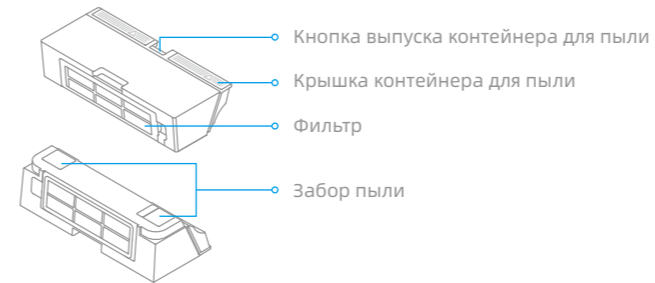 Кнопка выпуска контейнера для пыли
Крышка контейнера для пыли
Фильтр
Забор пыли